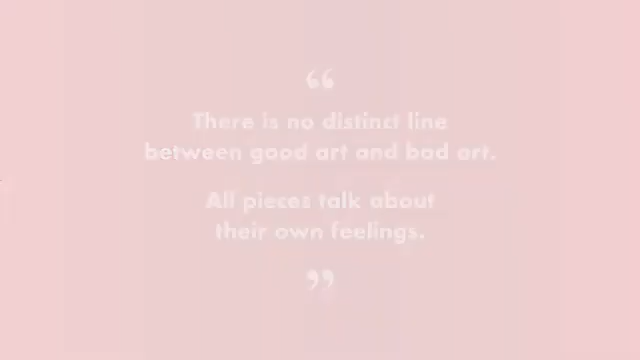 “
There is no distinct line
between good art and bad art.
All pieces talk about
their own feelings.
”